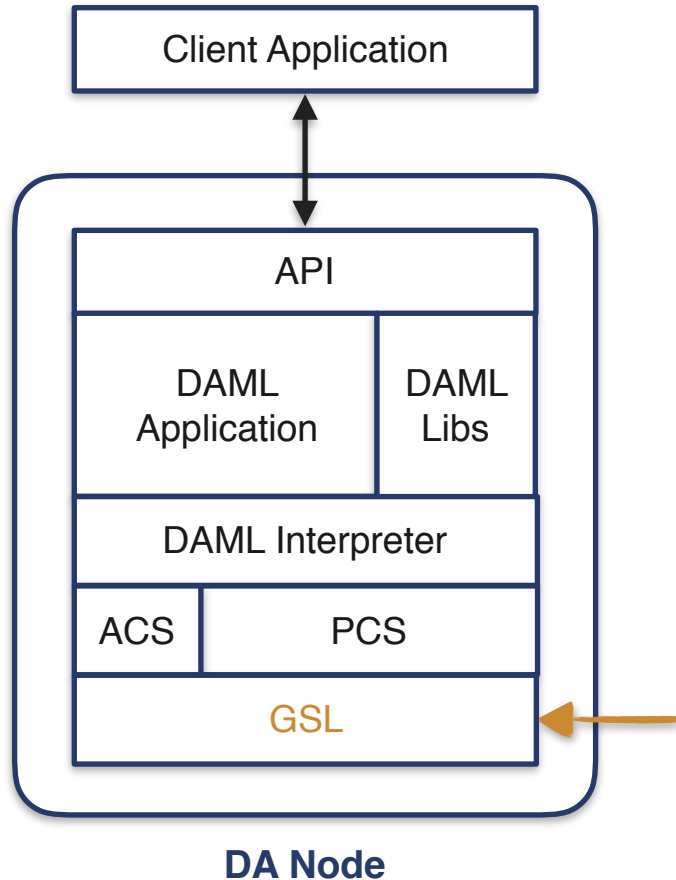 Client Application
API
DAML
Application
DAML
Libs
DAML Interpreter
ACS
PCS
GSL
DA Node